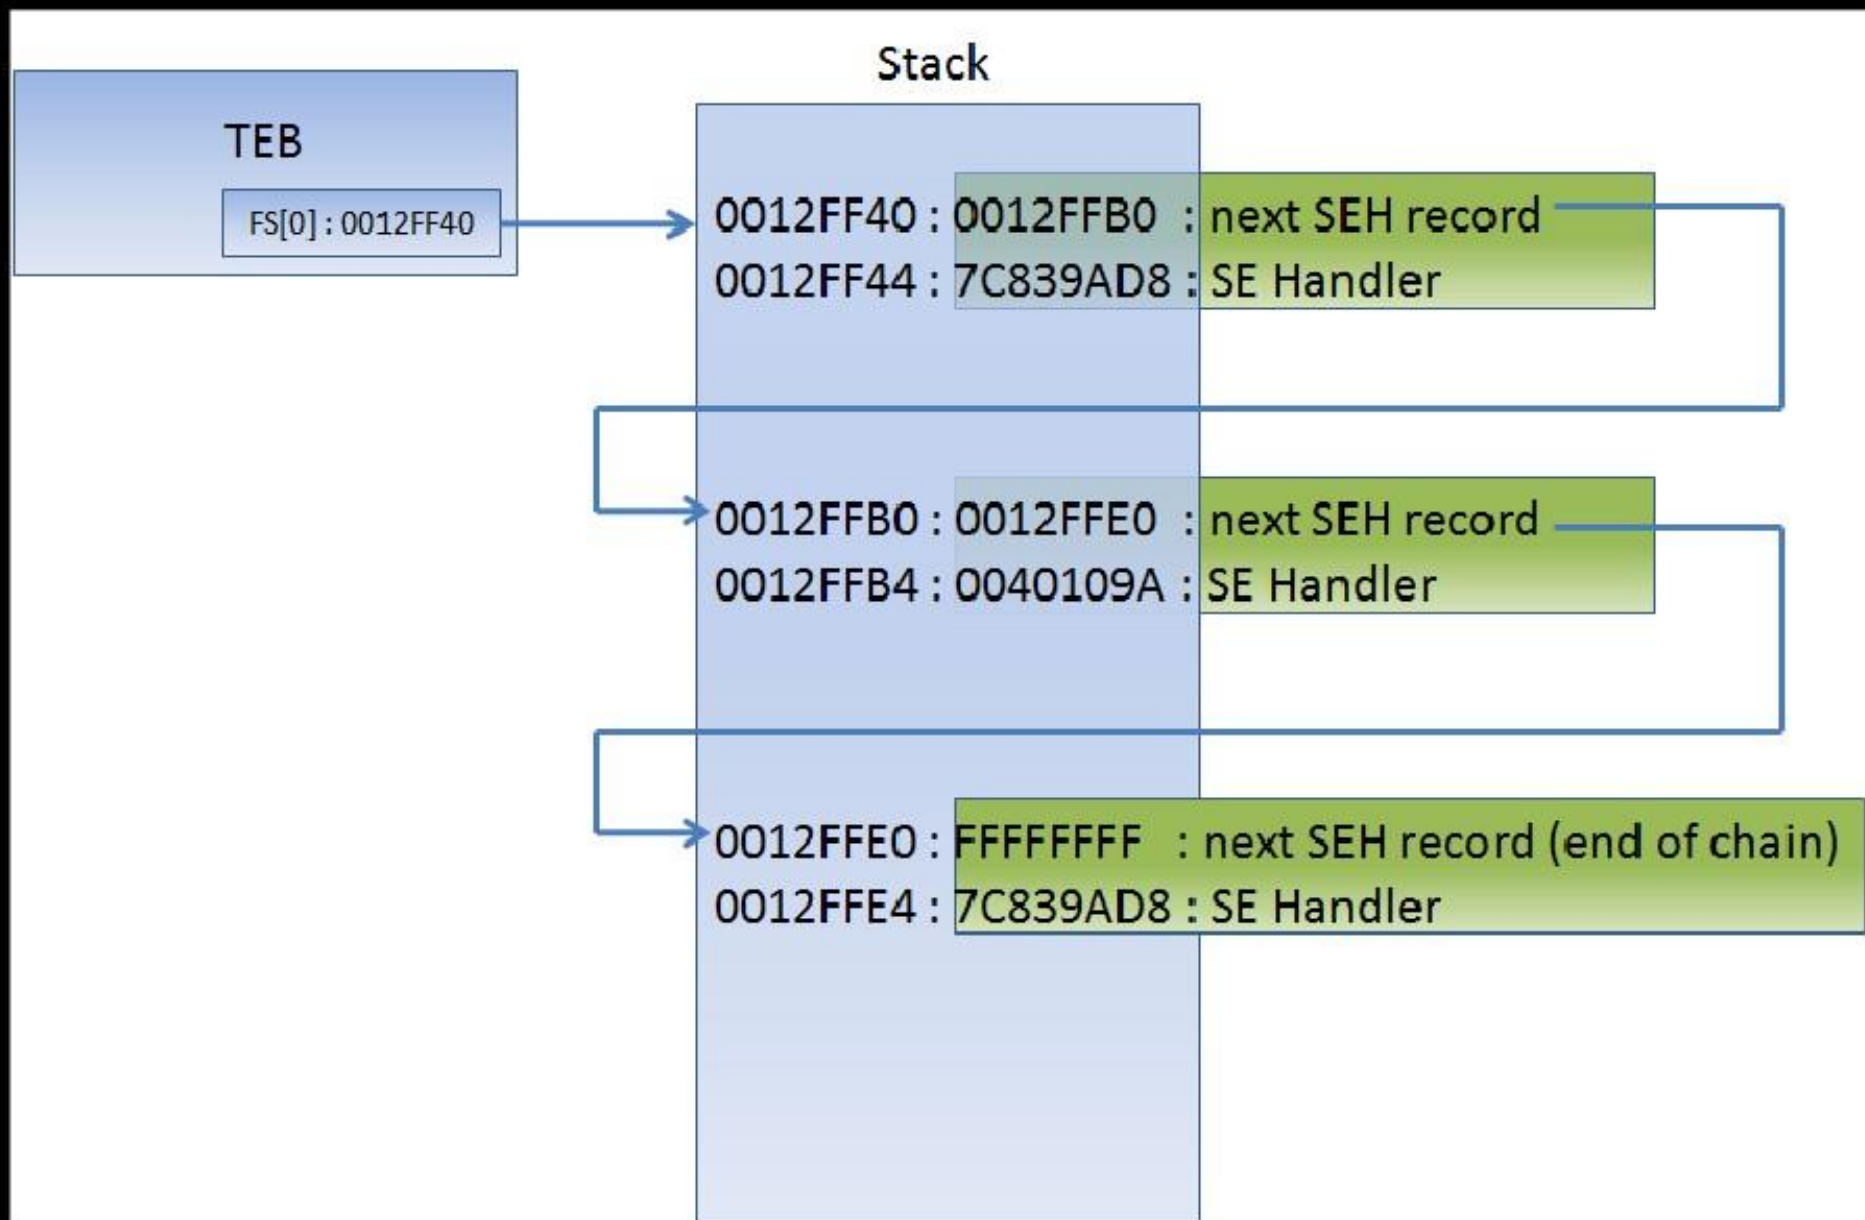 Stack
TEB
FS[0] : 0012FF40
0012FF40 : 0012FFB0 : next SEH record
0012FF44 : 7C839AD8 : SE Handler
0012FFB0 : 0012FFE0 : next SEH record
0012FFB4 : 0040109A : SE Handler
0012FFE0 : FFFFFFFF : next SEH record (end of chain)
0012FFE4 : 7C839AD8 : SE Handler